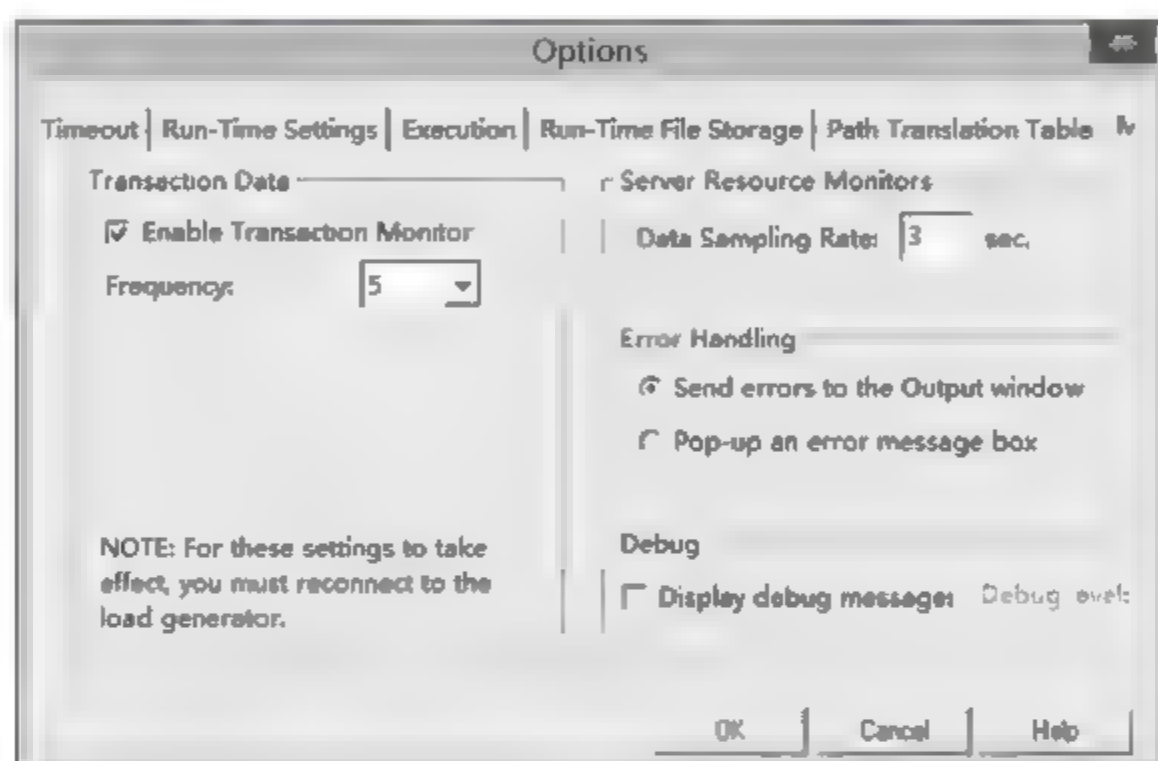 Options
Timeout Run-Time Settings Execution Run-Time File Storage Path Translation Table
Transaction Data
Enable Transaction Monitor
Frequency: 5
NOTE: For these settings to take
effect, you must reconnect to the
load generator.
Server Resource Monitors
Data Sampling Rate: 3 sec.
Error Handling
Send errors to the Output window
Pop-up an error message box
Debug
Display debug message: Debug
OK Cancel Help